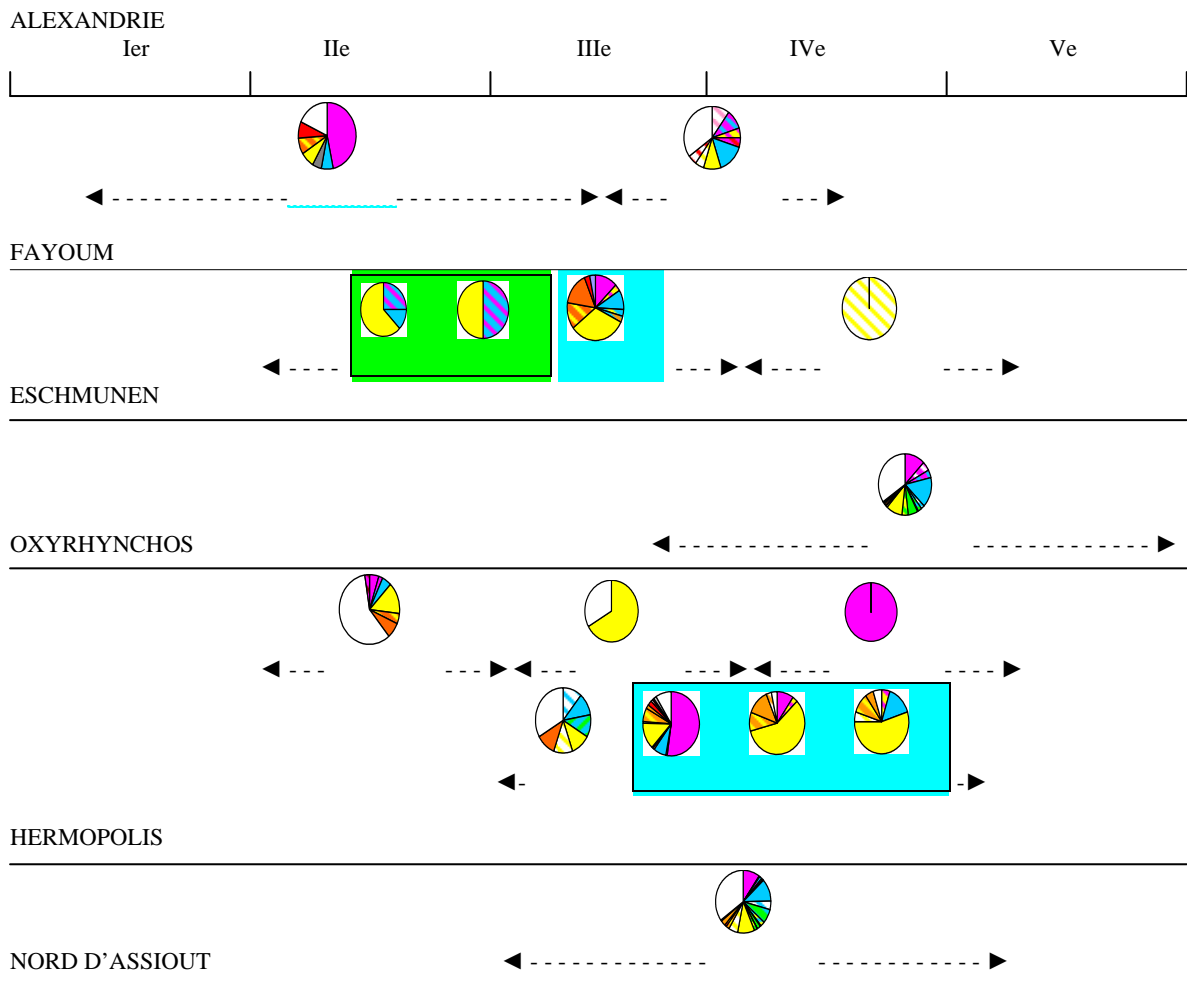 ALEXANDRIE
Ier IIe IIIe IVe Ve
FAYOUM
ESCHMUNEN
OXYRHYNCHOS
HERMOPOLIS
NORD D’ASSIOUT